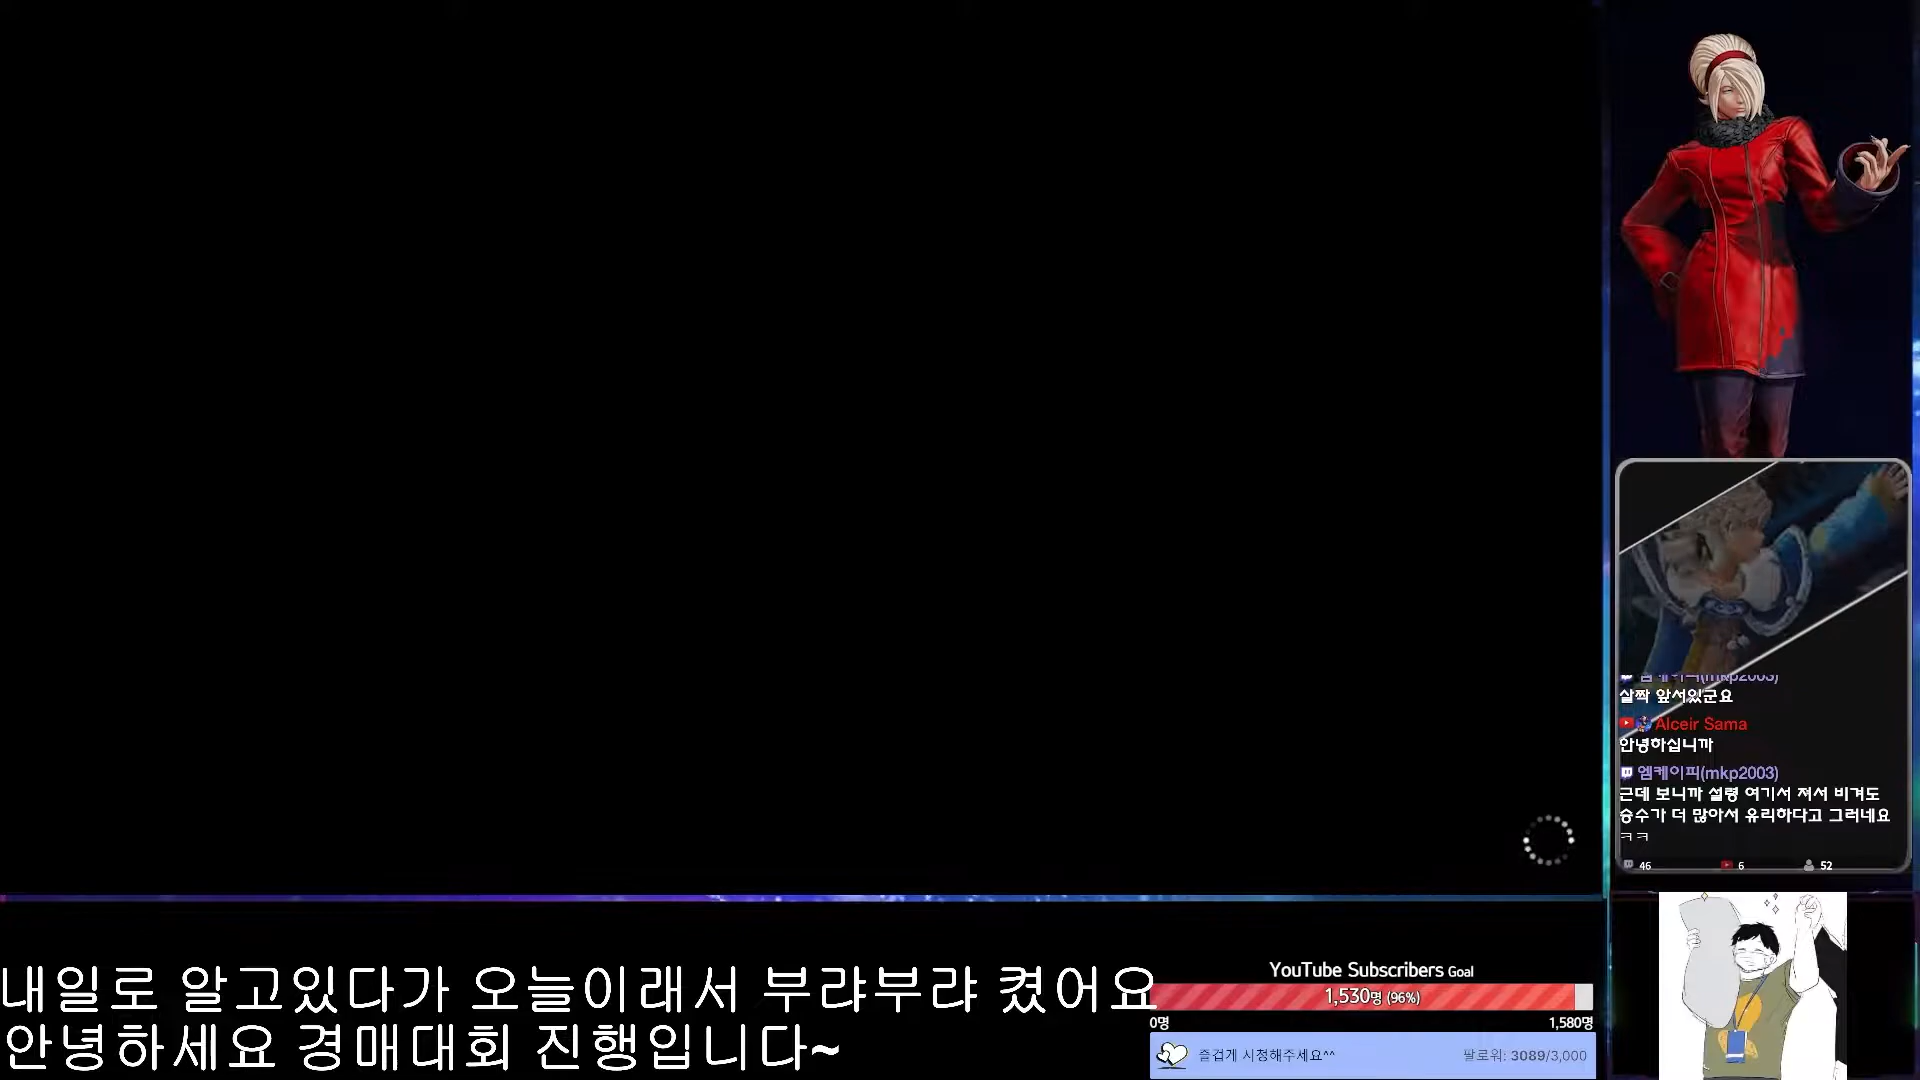 엠케이피(mkp2003)
살짝 앞서있군요
Alceir Sama
안녕하십니까
엠케이피(mkp2003)
근데 보니까 설령 여기서 져서 비겨도
승수가 더 많아서 유리하다고 그러네요
ㅋㅋ
46 6 52
내일로 알고있다가 오늘이래서 부랴부랴 켰어요
안녕하세요 경매대회 진행입니다~
YouTube Subscribers Goal
1,530명 (96%)
0명 1,580명
즐겁게 시청해주세요^^ 팔로워: 3089/3,000